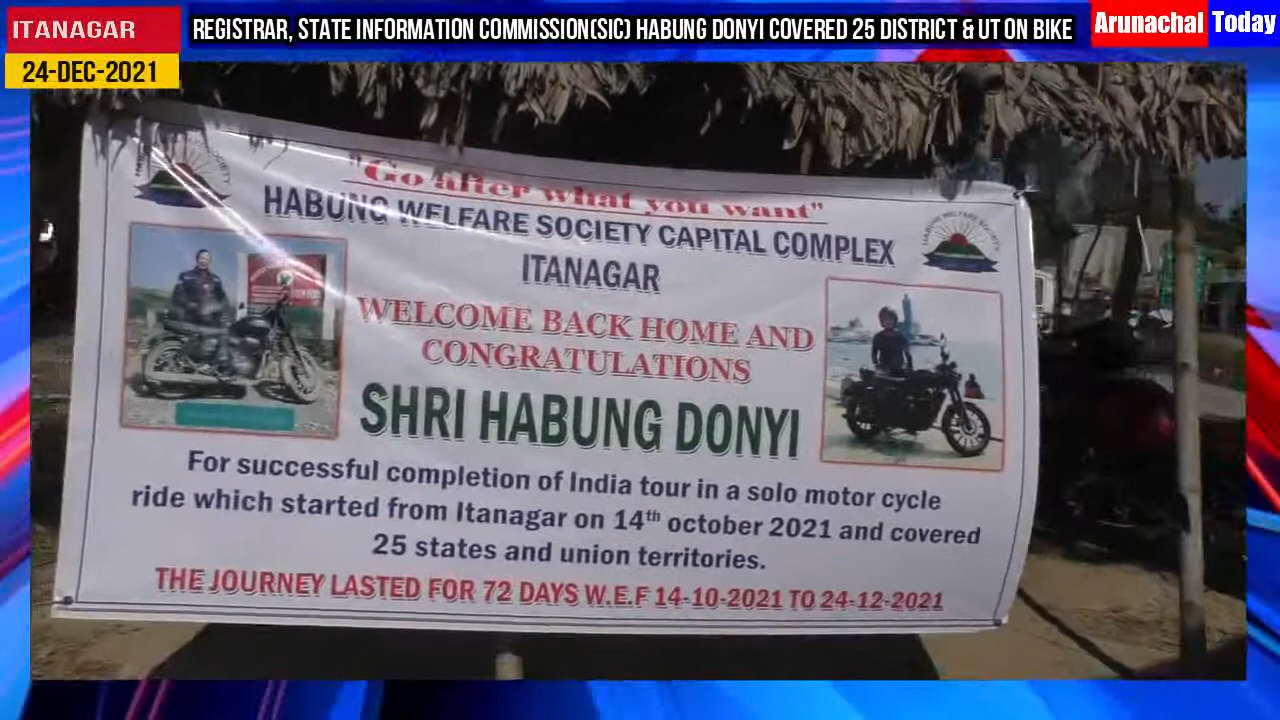 ITANAGAR
24-DEC-2021
REGISTRAR, STATE INFORMATION COMMISSION(SIC) HABUNG DONYI COVERED 25 DISTRICT & UT ON BIKE
Arunachal Today
"Go after what you want"
HABUNG WELFARE SOCIETY CAPITAL COMPLEX
ITANAGAR
WELCOME BACK HOME AND
CONGRATULATIONS
SHRI HABUNG DONYI
For successful completion of India tour in a solo motor cycle
ride which started from Itanagar on 14th october 2021 and covered
25 states and union territories.
THE JOURNEY LASTED FOR 72 DAYS W.E.F 14-10-2021 TO 24-12-2021
HABUNG WELFARE SOCIETY